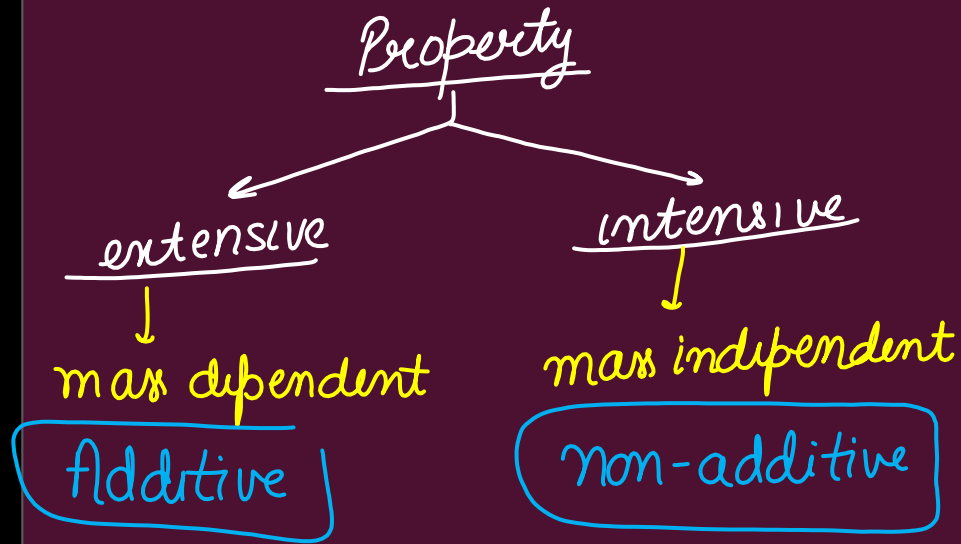 Property
extensive
intensive
mass dependent
mass independent
Additive
non-additive